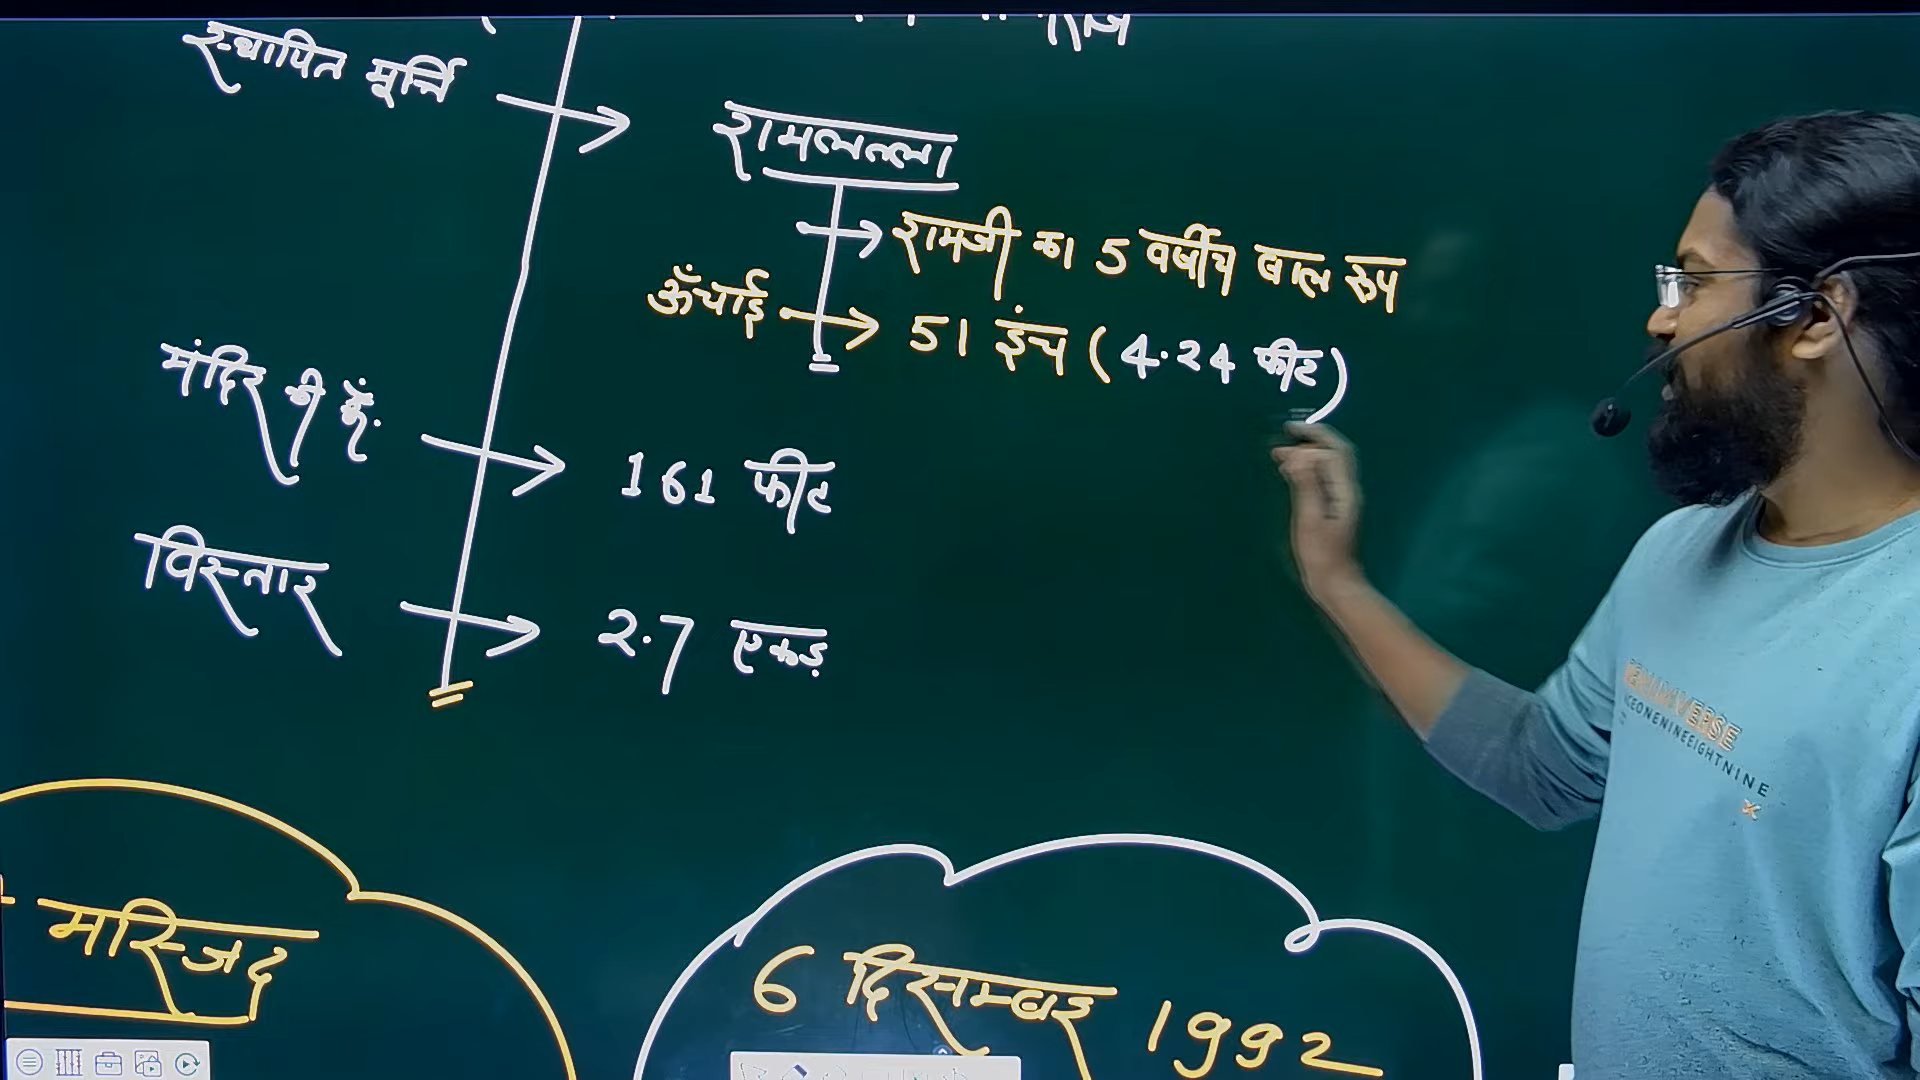 स्थापित मूर्त्ति
रामलल्ला
रामजी का 5 वर्षीय बाल रूप
ऊँचाई
51 इंच (4.24 फीट)
मंदिर की ऊँ.
161 फीट
विस्तार
2.7 एकड़
मस्जिद
6 दिसम्बर 1992